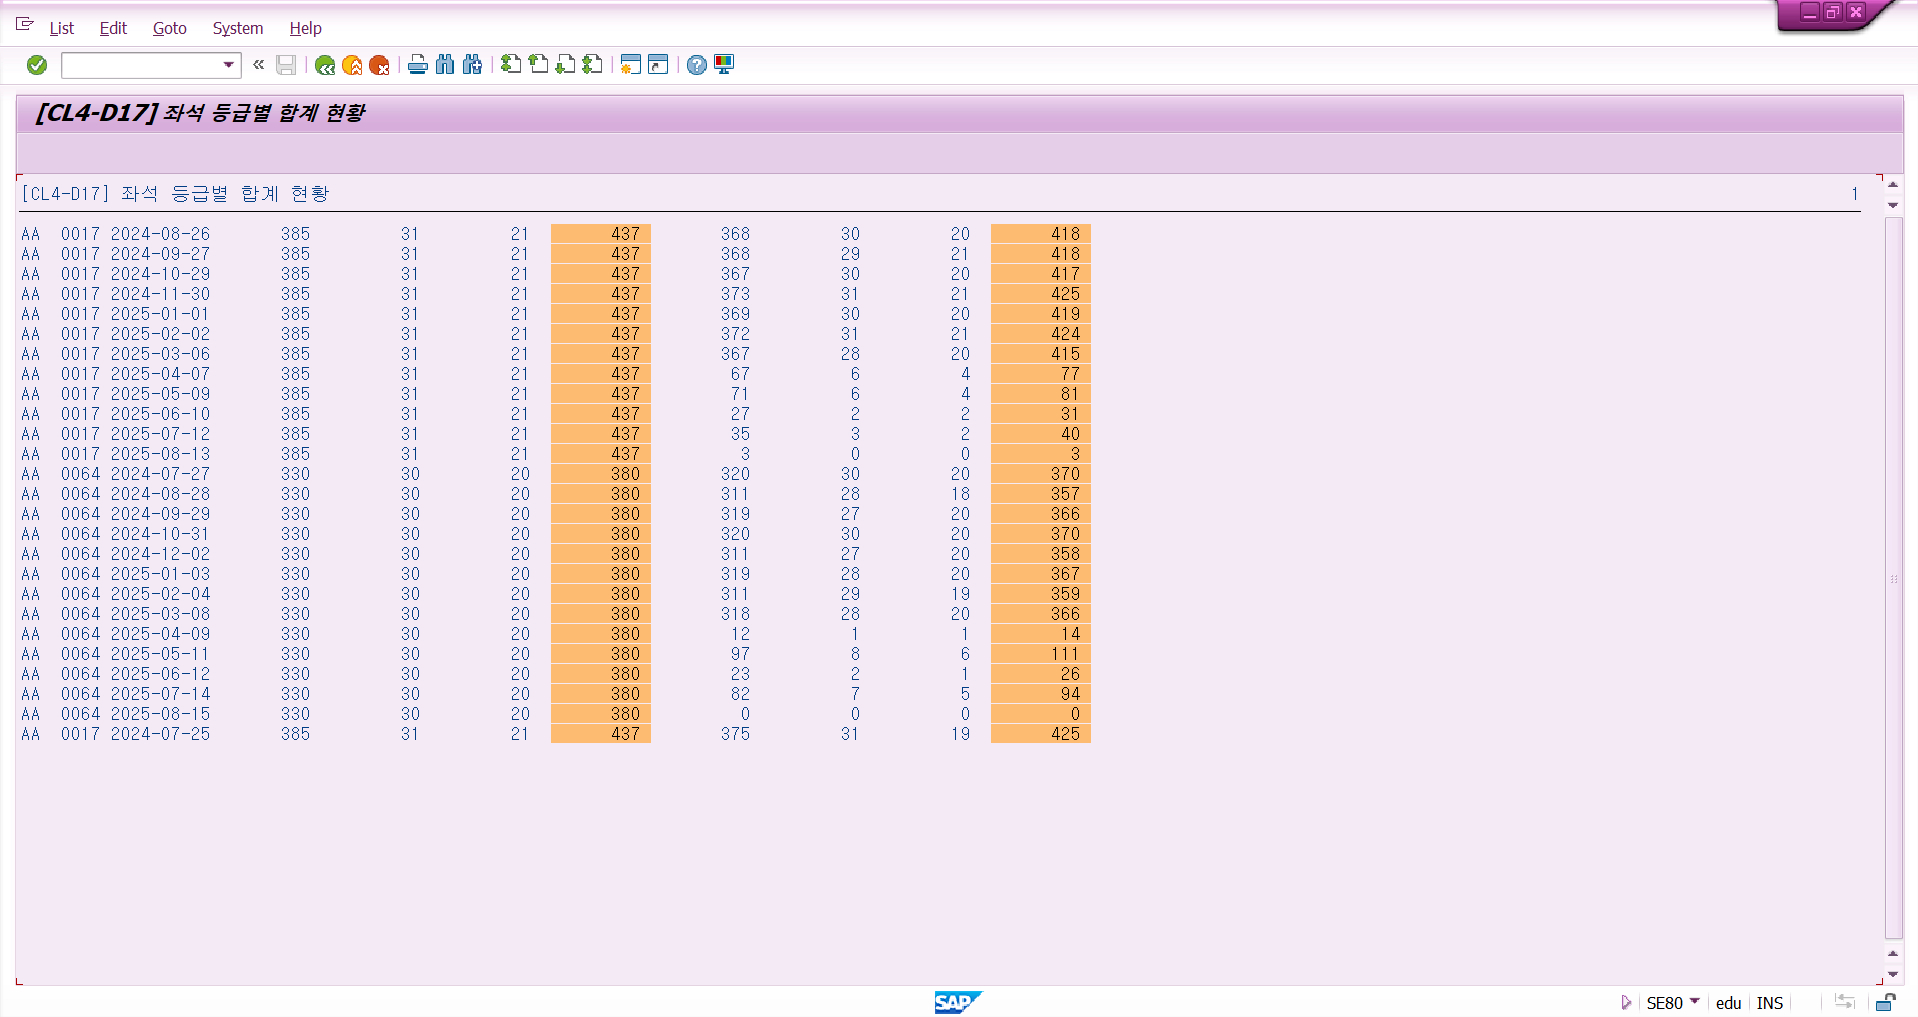 List Edit Goto System Help
[CL4-D17] 좌석 등급별 합계 현황
[CL4-D17] 좌석 등급별 합계 현황 1
AA 0017 2024-08-26 385 31 21 437 368 30 20 418
AA 0017 2024-09-27 385 31 21 437 368 29 21 418
AA 0017 2024-10-29 385 31 21 437 367 30 20 417
AA 0017 2024-11-30 385 31 21 437 373 31 21 425
AA 0017 2025-01-01 385 31 21 437 369 30 20 419
AA 0017 2025-02-02 385 31 21 437 372 31 21 424
AA 0017 2025-03-06 385 31 21 437 367 28 20 415
AA 0017 2025-04-07 385 31 21 437 67 6 4 77
AA 0017 2025-05-09 385 31 21 437 71 6 4 81
AA 0017 2025-06-10 385 31 21 437 27 2 2 31
AA 0017 2025-07-12 385 31 21 437 35 3 2 40
AA 0017 2025-08-13 385 31 21 437 3 0 0 3
AA 0064 2024-07-27 330 30 20 380 320 30 20 370
AA 0064 2024-08-28 330 30 20 380 311 28 18 357
AA 0064 2024-09-29 330 30 20 380 319 27 20 366
AA 0064 2024-10-31 330 30 20 380 320 30 20 370
AA 0064 2024-12-02 330 30 20 380 311 27 20 358
AA 0064 2025-01-03 330 30 20 380 319 28 20 367
AA 0064 2025-02-04 330 30 20 380 311 29 19 359
AA 0064 2025-03-08 330 30 20 380 318 28 20 366
AA 0064 2025-04-09 330 30 20 380 12 1 1 14
AA 0064 2025-05-11 330 30 20 380 97 8 6 111
AA 0064 2025-06-12 330 30 20 380 23 2 1 26
AA 0064 2025-07-14 330 30 20 380 82 7 5 94
AA 0064 2025-08-15 330 30 20 380 0 0 0 0
AA 0017 2024-07-25 385 31 21 437 375 31 19 425
SAP SE80 edu INS